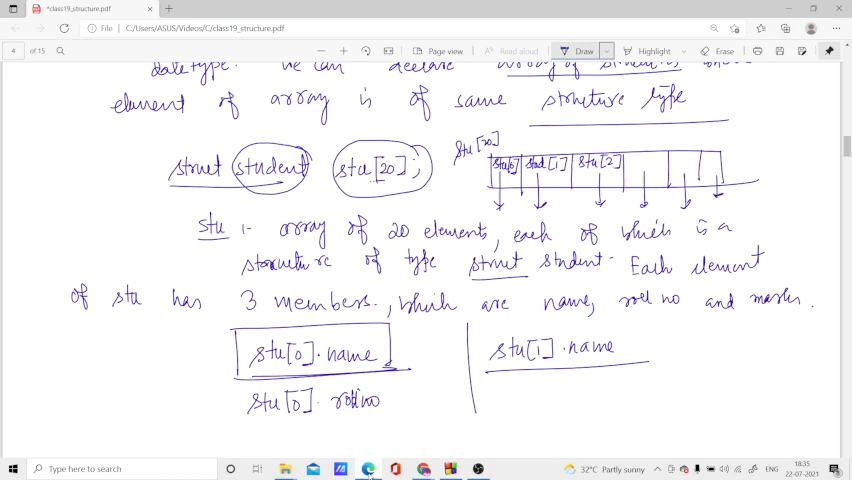 *class19_structure.pdf
File | C:/Users/ASUS/Videos/C/class19_structure.pdf
4 of 15 Page view Read aloud Draw Highlight Erase
datatype. We can declare array of structures where
element of array is of same structure type
struct student stu[20]; stu[20] stu[0] stud[1] stu[2]
stu :- array of 20 elements, each of which is a
structure of type struct student. Each element
of stu has 3 members, which are name, roll no and marks.
stu[0].name stu[1].name
stu[0].rollno
Type here to search 32°C Partly sunny ENG 18:35 22-07-2021